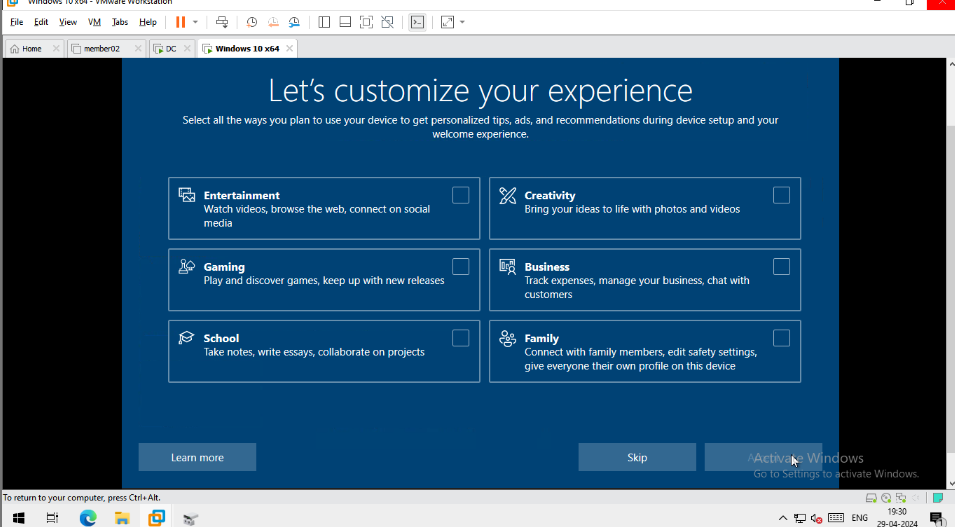 Windows 10 x64 - VMware Workstation
File Edit View VM Tabs Help
Home member02 DC Windows 10 x64
Let's customize your experience
Select all the ways you plan to use your device to get personalized tips, ads, and recommendations during device setup and your
welcome experience.
Entertainment
Watch videos, browse the web, connect on social
media
Creativity
Bring your ideas to life with photos and videos
Gaming
Play and discover games, keep up with new releases
Business
Track expenses, manage your business, chat with
customers
School
Take notes, write essays, collaborate on projects
Family
Connect with family members, edit safety settings,
give everyone their own profile on this device
Learn more
Skip
Activate Windows
Go to Settings to activate Windows.
To return to your computer, press Ctrl+Alt.
ENG
19:30
29-04-2024